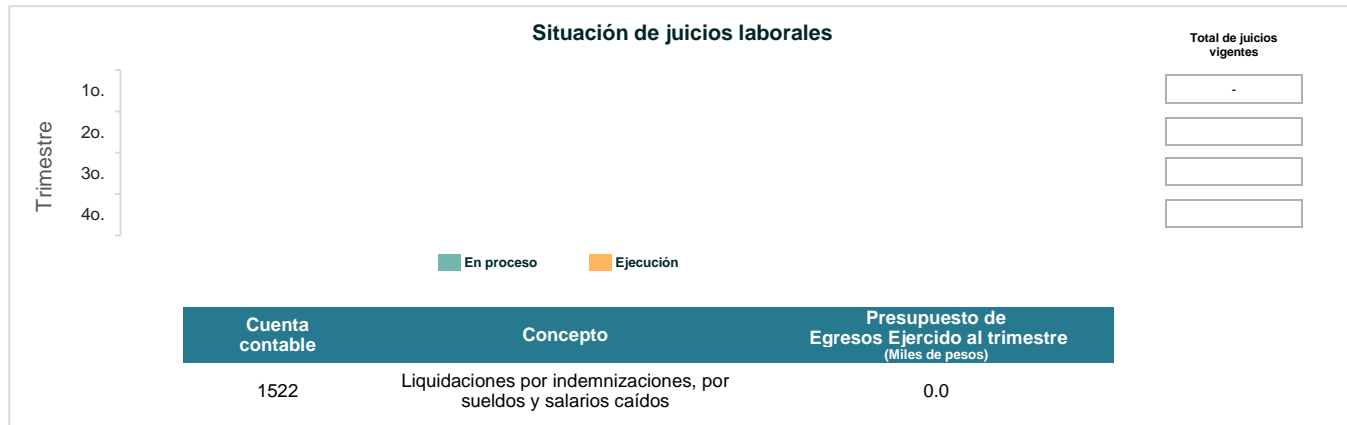 Situación de juicios laborales
Total de juicios
vigentes
Trimestre
1o.
-
2o.
3o.
4o.
En proceso
Ejecución
Cuenta
contable
Concepto
Presupuesto de
Egresos Ejercido al trimestre
(Miles de pesos)
1522
Liquidaciones por indemnizaciones, por
sueldos y salarios caídos
0.0